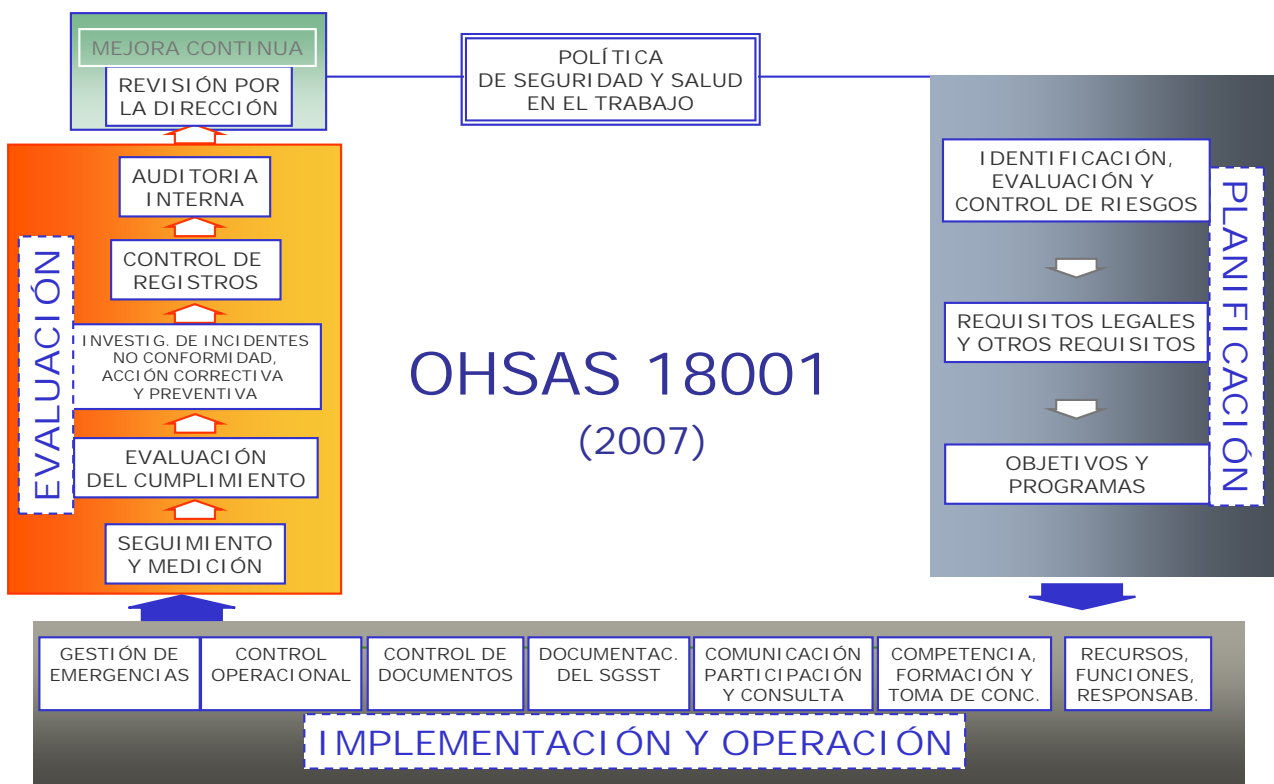 MEJORA CONTINUA
REVISIÓN POR
LA DIRECCIÓN
POLÍTICA
DE SEGURIDAD Y SALUD
EN EL TRABAJO
AUDITORIA
INTERNA
CONTROL DE
REGISTROS
INVESTIG. DE INCIDENTES
NO CONFORMIDAD,
ACCIÓN CORRECTIVA
Y PREVENTIVA
EVALUACIÓN
DEL CUMPLIMIENTO
SEGUIMIENTO
Y MEDICIÓN
EVALUACIÓN
OHSAS 18001
(2007)
IDENTIFICACIÓN,
EVALUACIÓN Y
CONTROL DE RIESGOS
REQUISITOS LEGALES
Y OTROS REQUISITOS
OBJETIVOS Y
PROGRAMAS
PLANIFICACIÓN
GESTIÓN DE
EMERGENCIAS
CONTROL
OPERACIONAL
CONTROL DE
DOCUMENTOS
DOCUMENTAC.
DEL SGSST
COMUNICACIÓN
PARTICIPACIÓN
Y CONSULTA
COMPETENCIA,
FORMACIÓN Y
TOMA DE CONC.
RECURSOS,
FUNCIONES,
RESPONSAB.
IMPLEMENTACIÓN Y OPERACIÓN